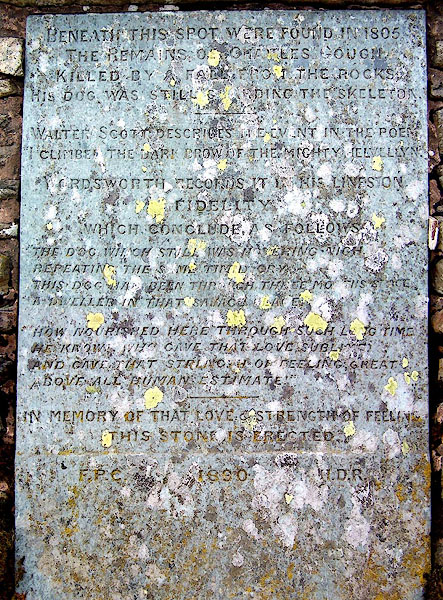 BENEATH THIS SPOT WERE FOUND IN 1805
THE REMAINS OF CHARLES GOUGH
KILLED BY A FALL FROM THE ROCKS
HIS DOG WAS STILL GUARDING THE SKELETON
WALTER SCOTT DESCRIBES THE EVENT IN THE POEM
"I CLIMBED THE DARK BROW OF THE MIGHTY HELVELLYN"
WORDSWORTH RECORDS IT IN HIS LINES ON
FIDELITY
WHICH CONCLUDE AS FOLLOWS
THE DOG WHICH STILL WAS HOVERING NIGH
REPEATING THE SAME TIMID CRY
THIS DOG HAD BEEN THROUGH THREE MONTHS SPACE
A DWELLER IN THAT SAVAGE PLACE
HOW NOURISHED HERE THROUGH SUCH LONG TIME
HE KNOWS WHO GAVE THAT LOVE SUBLIME
AND GAVE THAT STRENGTH OF FEELING GREAT
ABOVE ALL HUMAN ESTIMATE
IN MEMORY OF THAT LOVE & STRENGTH OF FEELING
THIS STONE IS ERECTED
F.P.C. 1890 H.D.R.